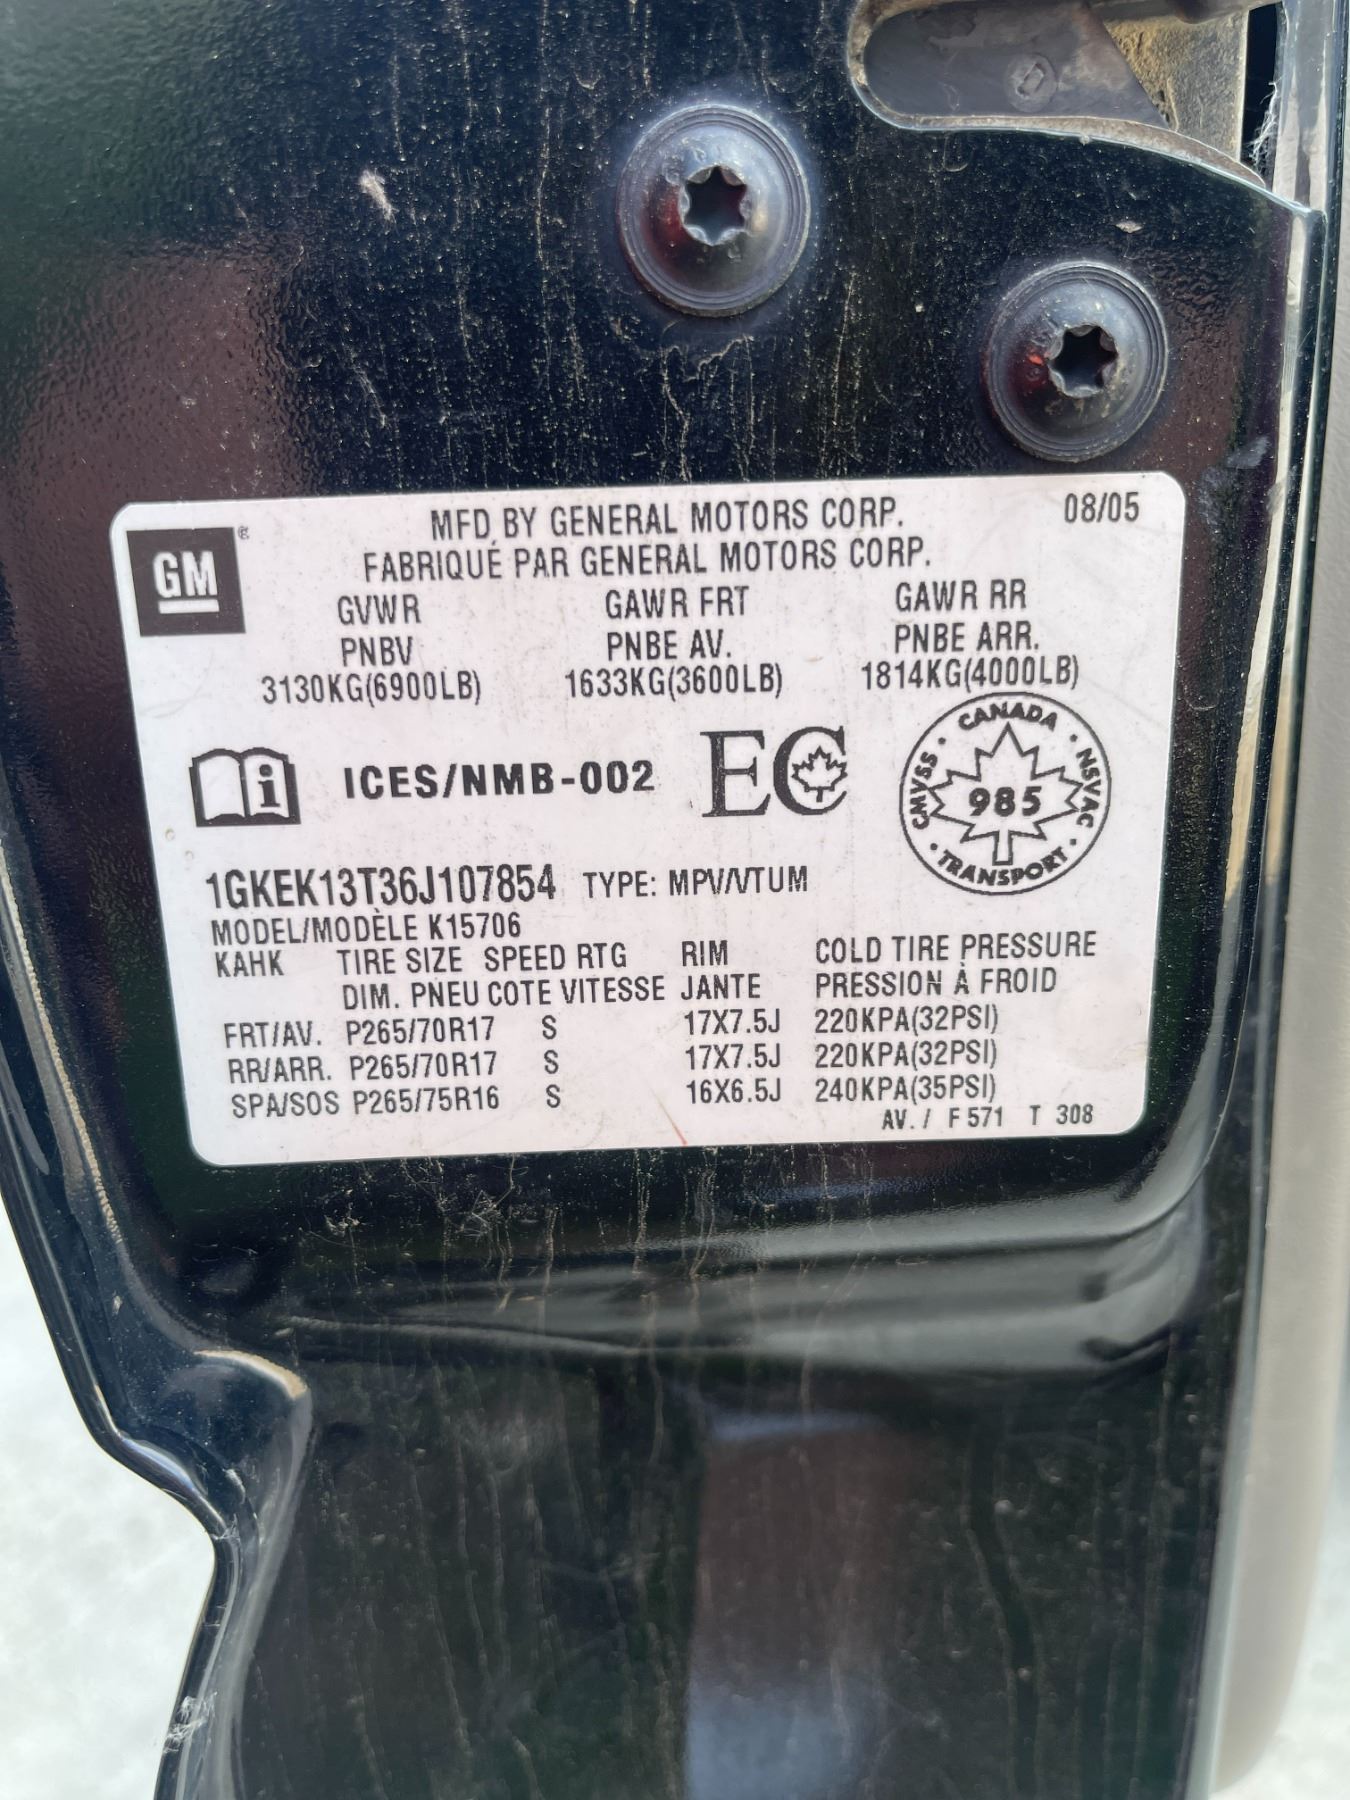 MFD BY GENERAL MOTORS CORP. 08/05
FABRIQUÉ PAR GENERAL MOTORS CORP.
GM
GVWR GAWR FRT GAWR RR
PNBV PNBE AV. PNBE ARR.
3130KG(6900LB) 1633KG(3600LB) 1814KG(4000LB)
ICES/NMB-002 EC
CANADA
CMVSS 985 NSVAC
TRANSPORT
1GKEK13T36J107854 TYPE: MPV/VTUM
MODEL/MODÈLE K15706
KAHK TIRE SIZE SPEED RTG RIM COLD TIRE PRESSURE
DIM. PNEU COTE VITESSE JANTE PRESSION À FROID
FRT/AV. P265/70R17 S 17X7.5J 220KPA(32PSI)
RR/ARR. P265/70R17 S 17X7.5J 220KPA(32PSI)
SPA/SOS P265/75R16 S 16X6.5J 240KPA(35PSI)
AV. / F 571 T 308